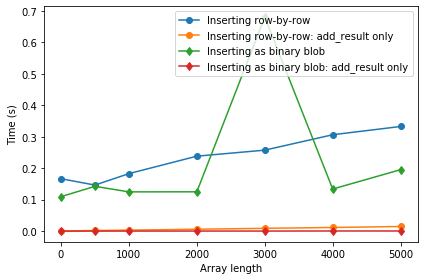 0.7
0.6
0.5
0.4
0.3
0.2
0.1
0.0
Time (s)
Inserting row-by-row
Inserting row-by-row: add_result only
Inserting as binary blob
Inserting as binary blob: add_result only
0 1000 2000 3000 4000 5000
Array length